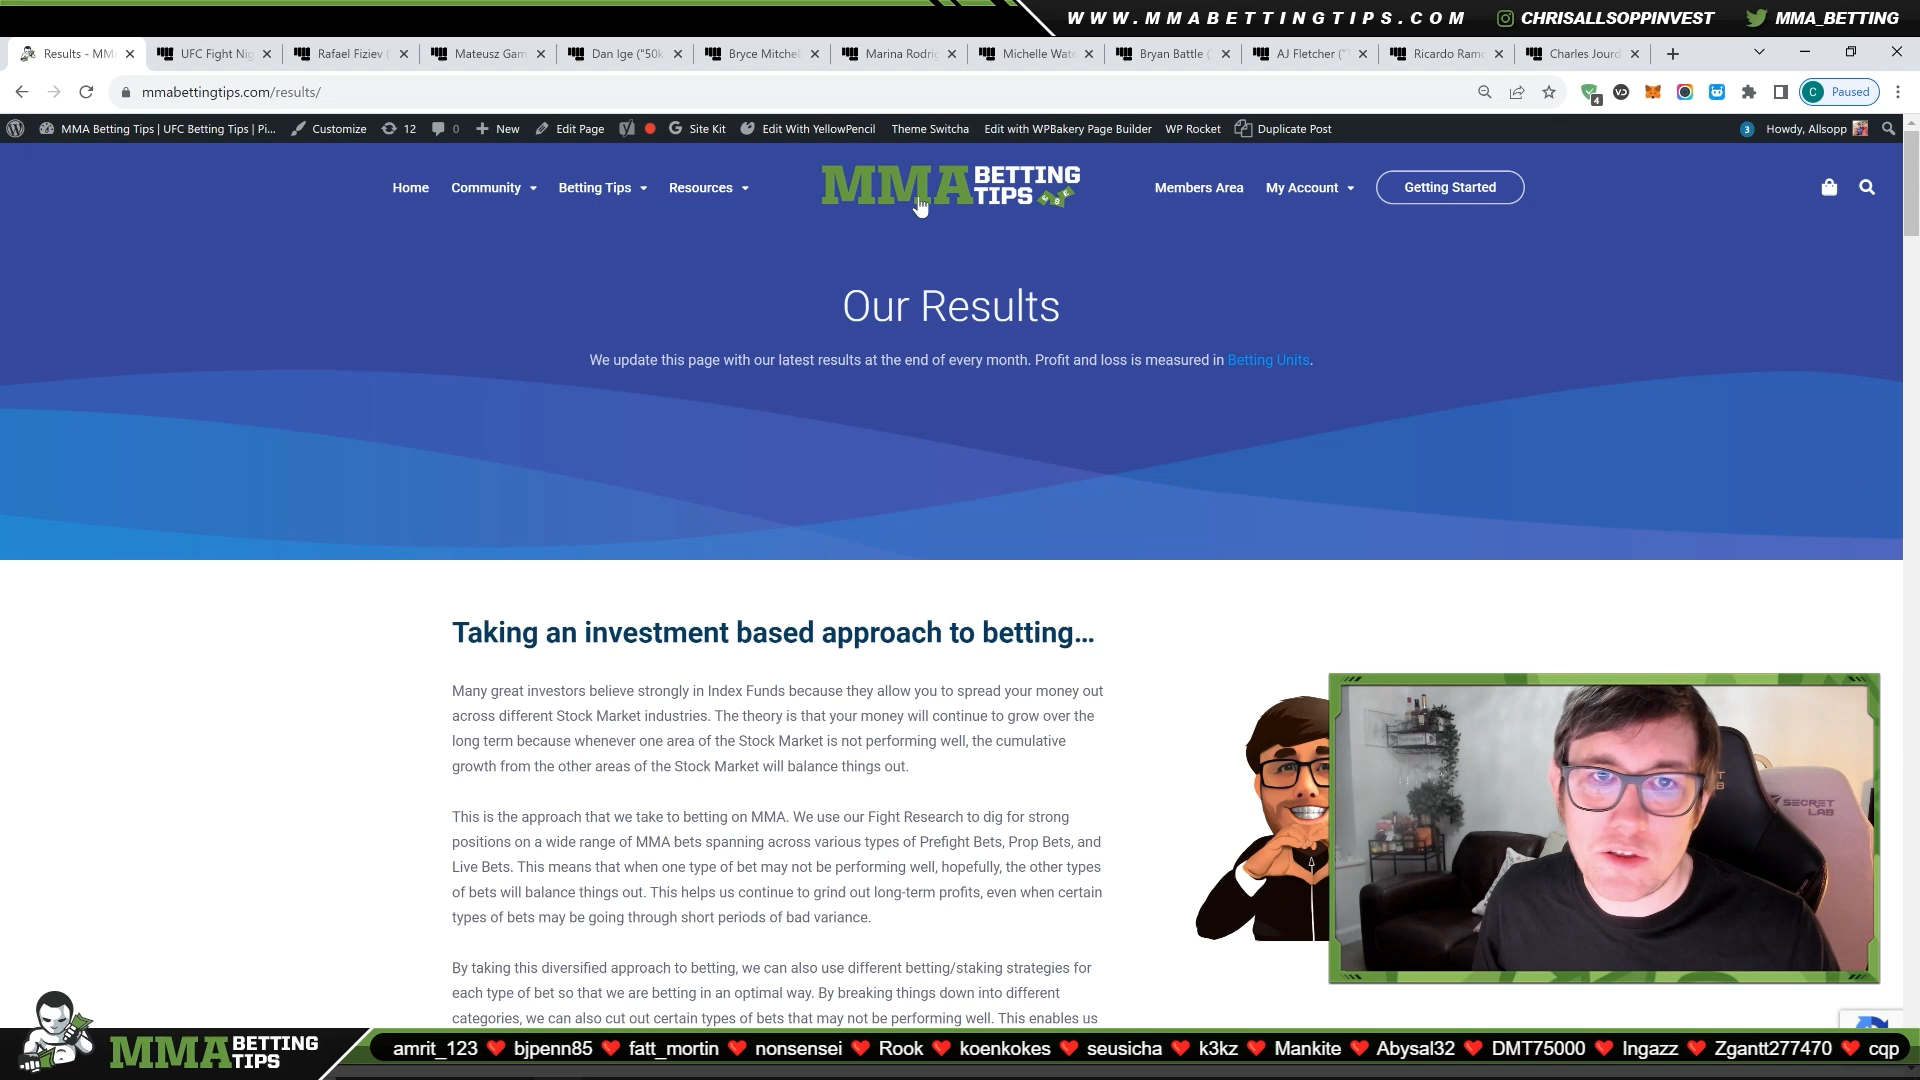 WWW.MMABETTINGTIPS.COM CHRISALLSOPPINVEST MMA_BETTING
Results - MM UFC Fight Nig Rafael Fiziev ( Mateusz Gam Dan Ige ("50k Bryce Mitchel Marina Rodrig Michelle Wate Bryan Battle ( AJ Fletcher ("T Ricardo Ramo Charles Jourd
mmabettingtips.com/results/ 4 C Paused
MMA Betting Tips | UFC Betting Tips | Pi... Customize 12 0 New Edit Page Site Kit Edit With YellowPencil Theme Switcha Edit with WPBakery Page Builder WP Rocket Duplicate Post 3 Howdy, Allsopp
Home Community Betting Tips Resources MMA BETTING TIPS Members Area My Account Getting Started
Our Results
We update this page with our latest results at the end of every month. Profit and loss is measured in Betting Units.
Taking an investment based approach to betting...
Many great investors believe strongly in Index Funds because they allow you to spread your money out
across different Stock Market industries. The theory is that your money will continue to grow over the
long term because whenever one area of the Stock Market is not performing well, the cumulative
growth from the other areas of the Stock Market will balance things out.
This is the approach that we take to betting on MMA. We use our Fight Research to dig for strong
positions on a wide range of MMA bets spanning across various types of Prefight Bets, Prop Bets, and
Live Bets. This means that when one type of bet may not be performing well, hopefully, the other types
of bets will balance things out. This helps us continue to grind out long-term profits, even when certain
types of bets may be going through short periods of bad variance.
By taking this diversified approach to betting, we can also use different betting/staking strategies for
each type of bet so that we are betting in an optimal way. By breaking things down into different
categories, we can also cut out certain types of bets that may not be performing well. This enables us
SECRET
LAB
MMA BETTING TIPS
amrit_123 bjpenn85 fatt_mortin nonsensei Rook koenkokes seusicha k3kz Mankite Abysal32 DMT75000 Ingazz Zgantt277470 cqp